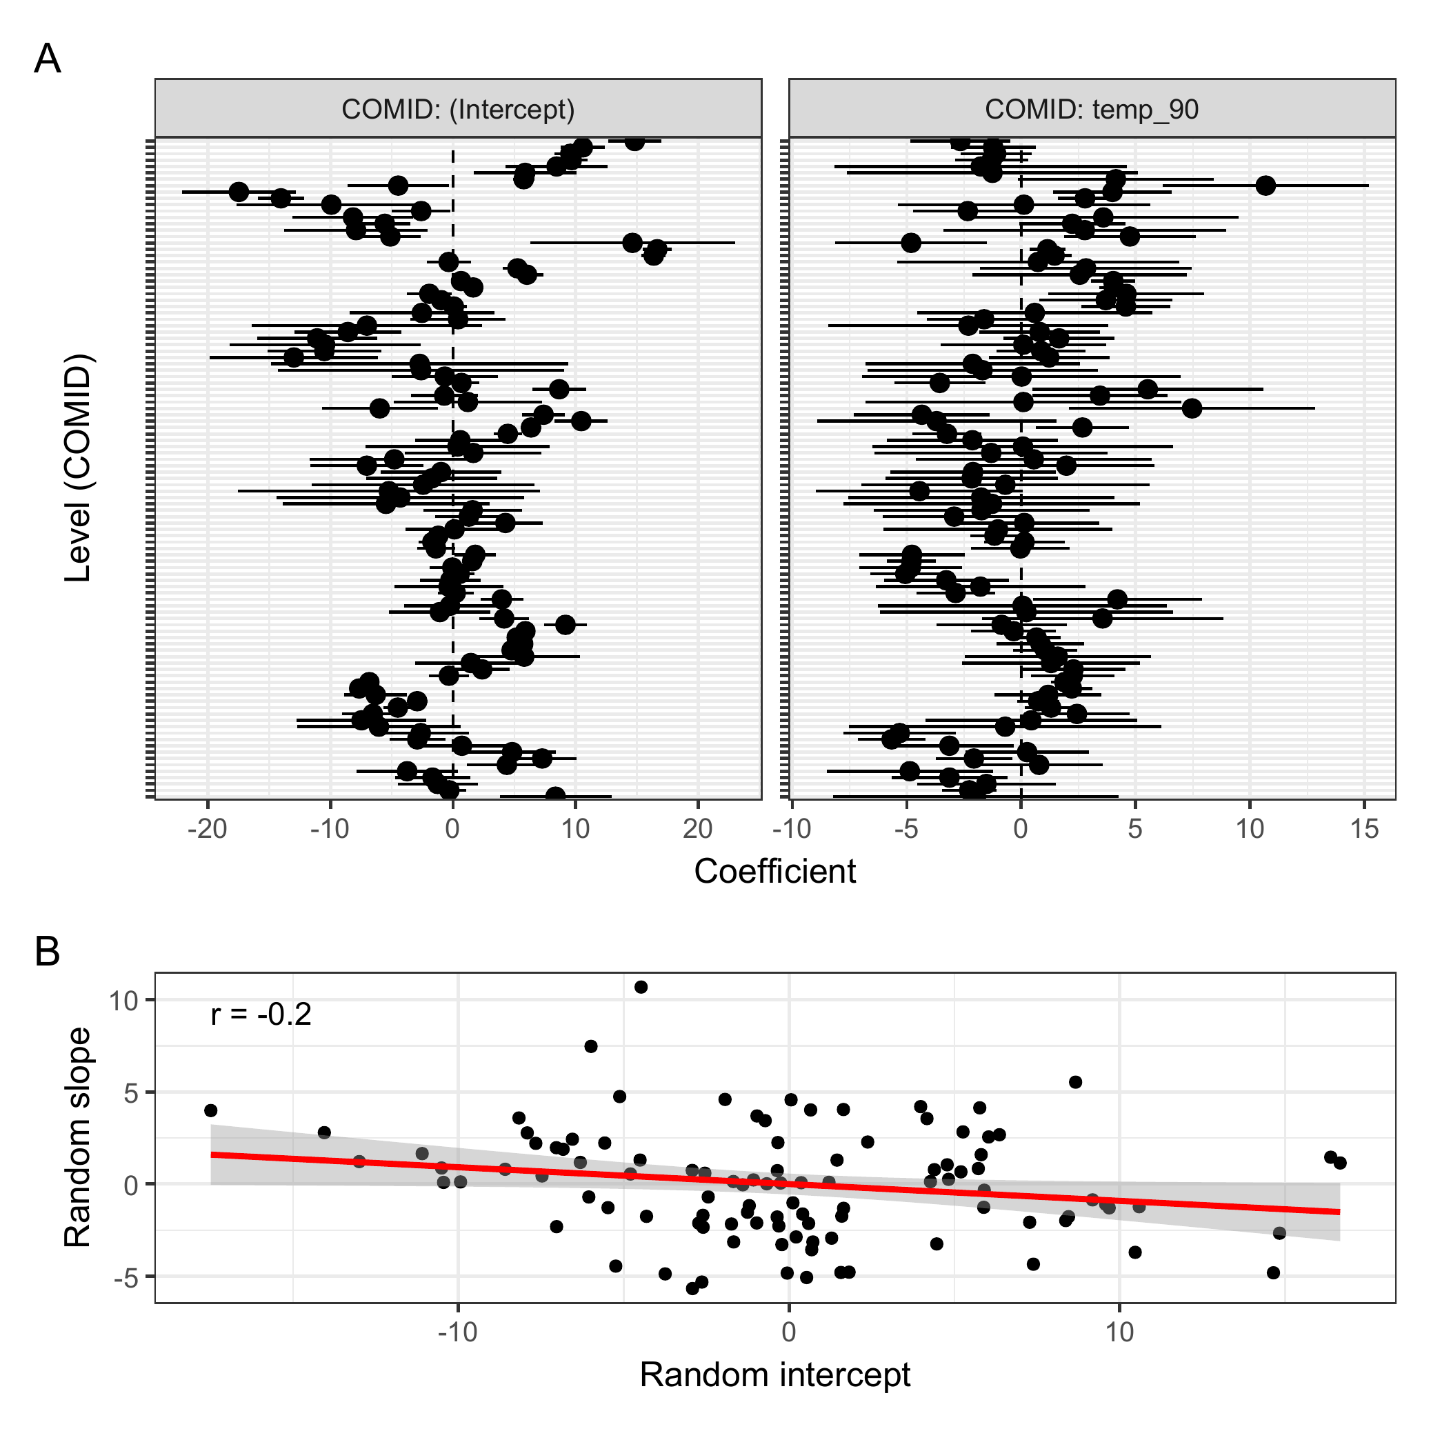 A
COMID: (Intercept)
COMID: temp_90
Level (COMID)
-20 -10 0 10 20
-10 -5 0 5 10 15
Coefficient
B
r = -0.2
Random slope
10
5
0
-5
-10 0 10
Random intercept